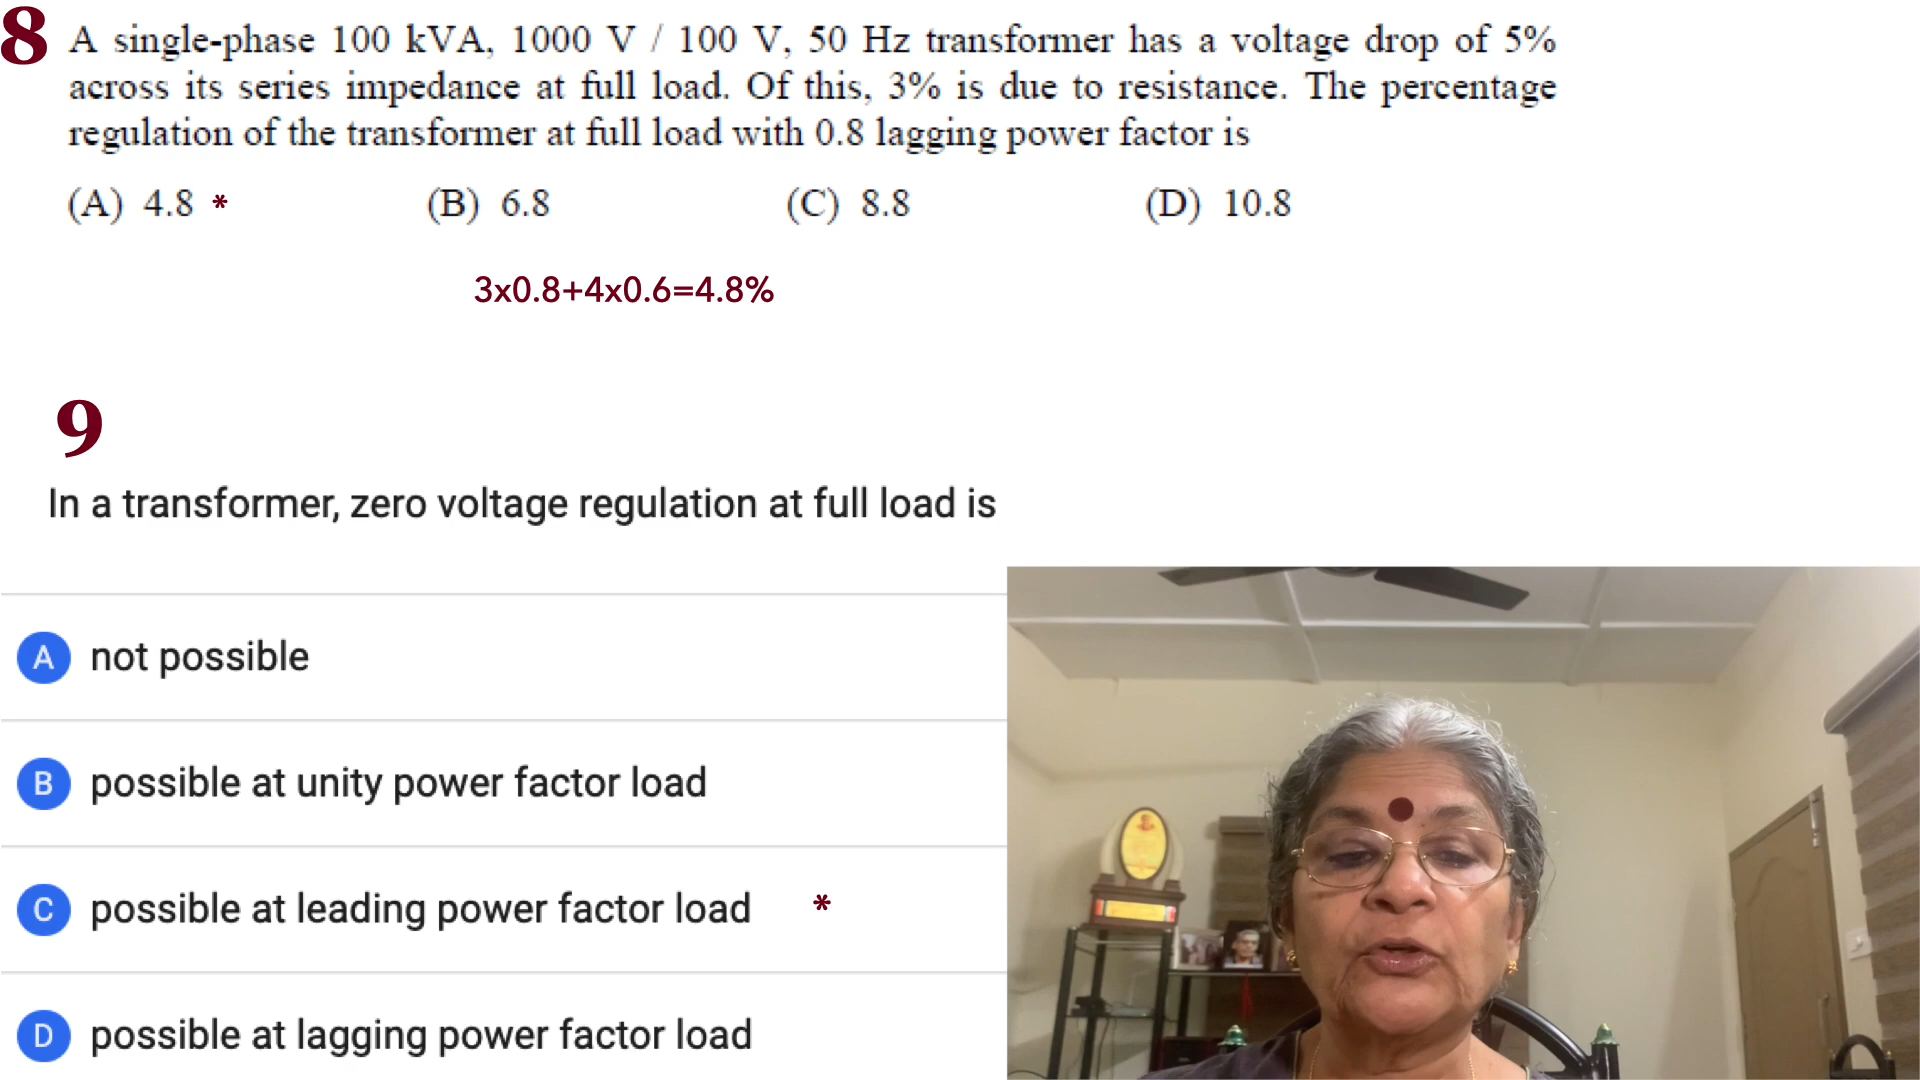 8
A single-phase 100 kVA, 1000 V / 100 V, 50 Hz transformer has a voltage drop of 5%
across its series impedance at full load. Of this, 3% is due to resistance. The percentage
regulation of the transformer at full load with 0.8 lagging power factor is
(A) 4.8 * (B) 6.8 (C) 8.8 (D) 10.8
3x0.8+4x0.6=4.8%
9
In a transformer, zero voltage regulation at full load is
A not possible
B possible at unity power factor load
C possible at leading power factor load *
D possible at lagging power factor load